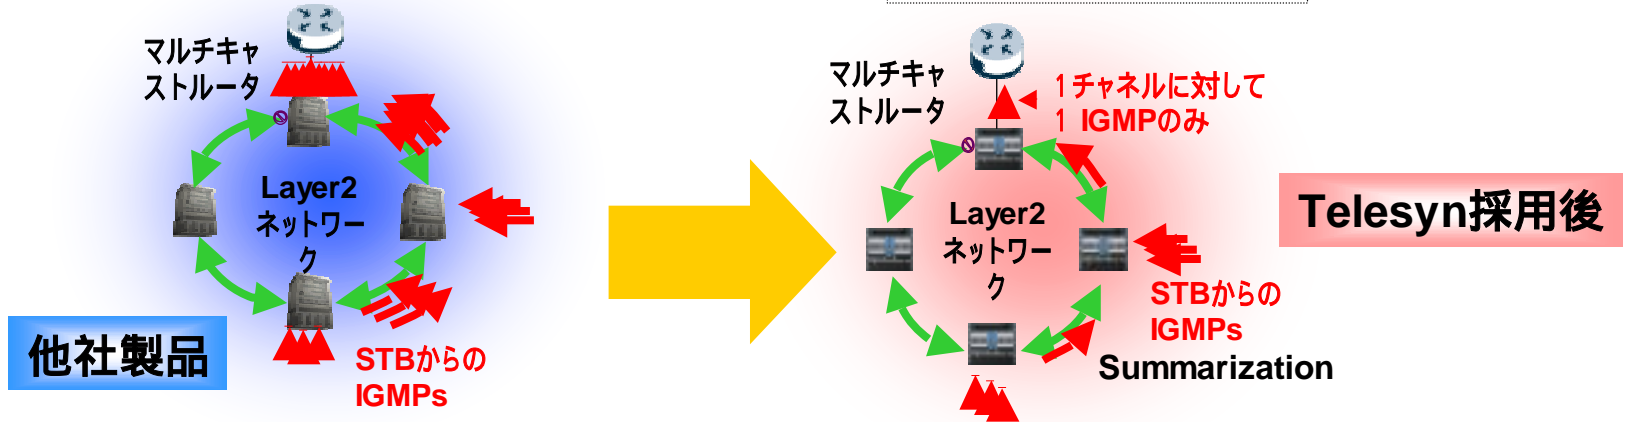 マルチキャ
ストルータ
Layer2
ネットワー
ク
他社製品
STBからの
IGMPs
マルチキャ
ストルータ
1チャネルに対して
1 IGMPのみ
Layer2
ネットワー
ク
STBからの
IGMPs
Summarization
Telesyn採用後